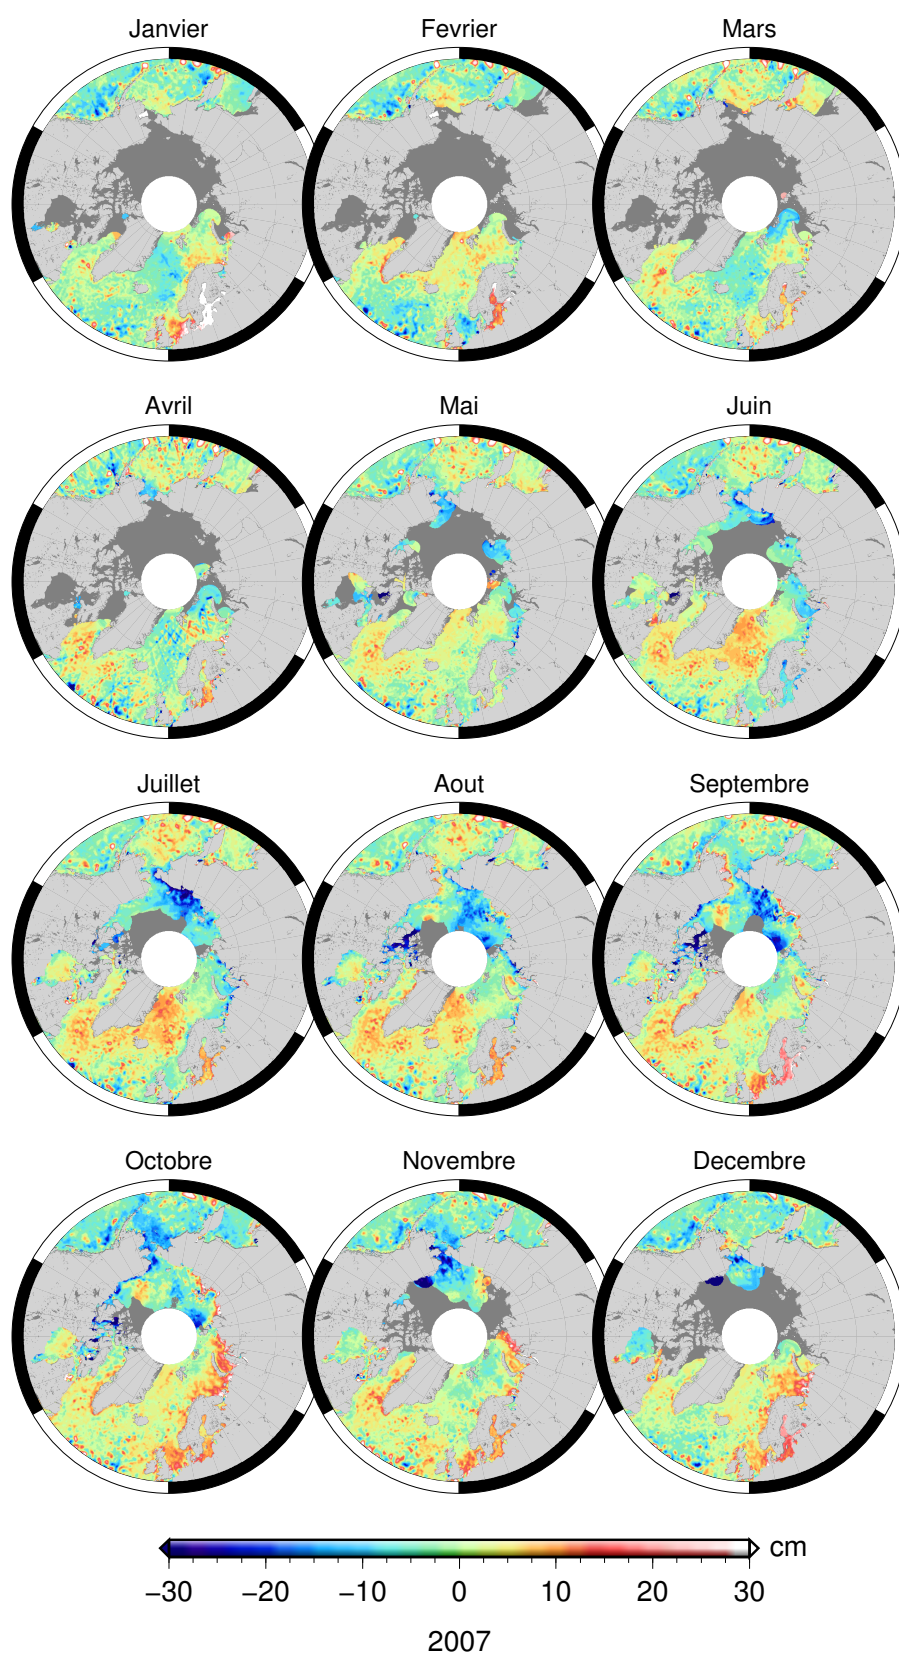 Janvier Fevrier Mars
Avril Mai Juin
Juillet Aout Septembre
Octobre Novembre Decembre
cm
−30 −20 −10 0 10 20 30
2007